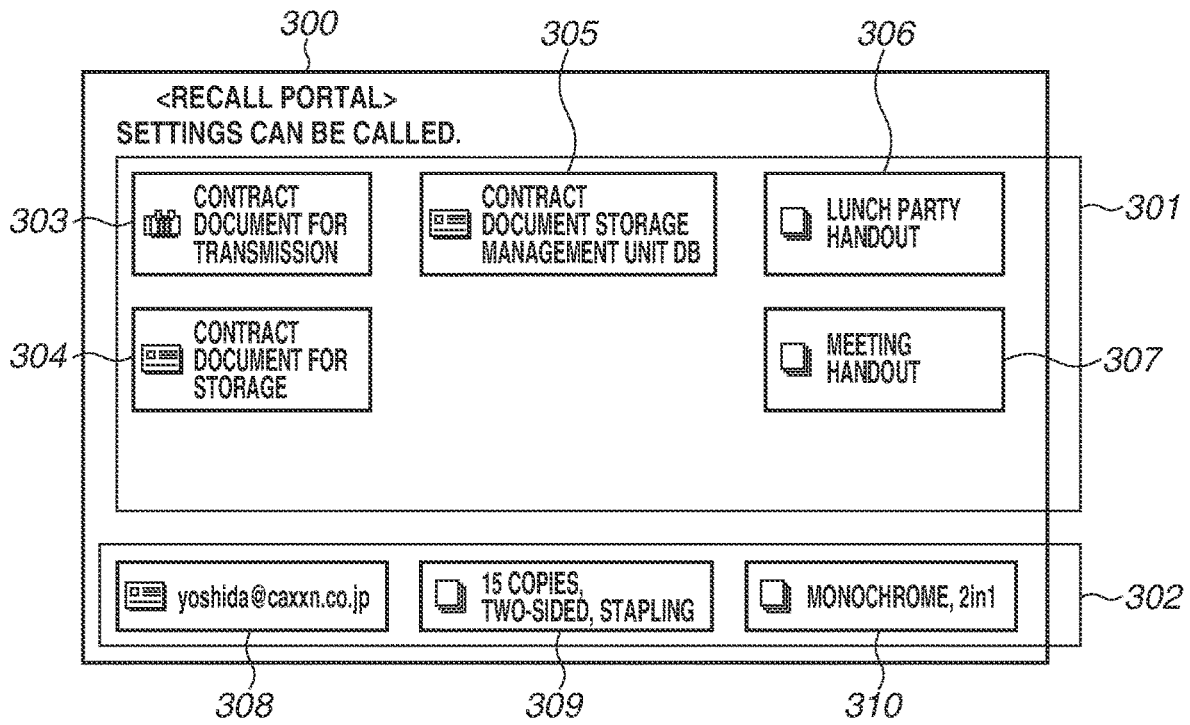 300
305
306
<RECALL PORTAL>
SETTINGS CAN BE CALLED.
303
CONTRACT
DOCUMENT FOR
TRANSMISSION
CONTRACT
DOCUMENT STORAGE
MANAGEMENT UNIT DB
LUNCH PARTY
HANDOUT
301
304
CONTRACT
DOCUMENT FOR
STORAGE
MEETING
HANDOUT
307
yoshida@caxxn.co.jp
15 COPIES,
TWO-SIDED, STAPLING
MONOCHROME, 2in1
302
308
309
310